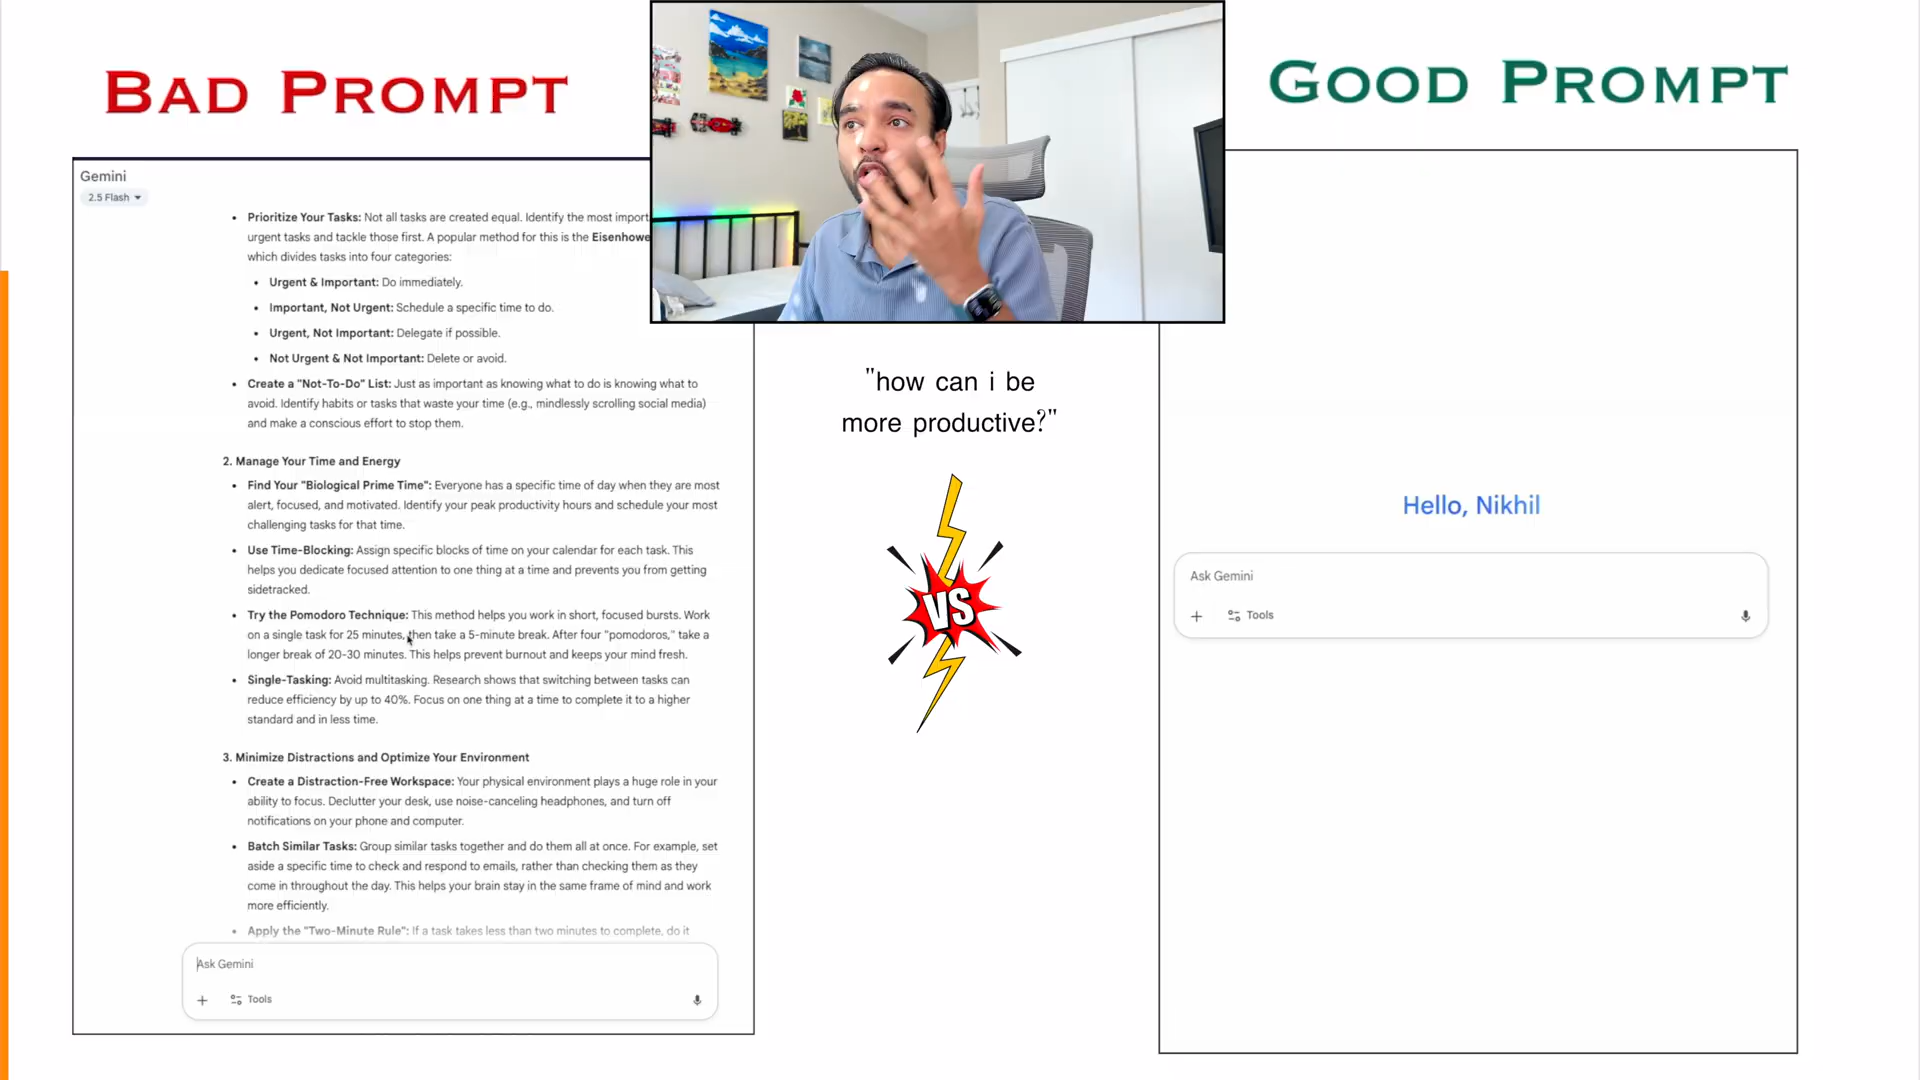 BAD PROMPT
GOOD PROMPT
Gemini
2.5 Flash
• Prioritize Your Tasks: Not all tasks are created equal. Identify the most
urgent tasks and tackle those first. A popular method for this is the
which divides tasks into four categories:
• Urgent & Important: Do immediately.
• Important, Not Urgent: Schedule a specific time to do.
• Urgent, Not Important: Delegate if possible.
• Not Urgent & Not Important: Delete or avoid.
• Create a "Not-To-Do" List: Just as important as knowing what to do is knowing what to
avoid. Identify habits or tasks that waste your time (e.g., mindlessly scrolling social media)
and make a conscious effort to stop them.
2. Manage Your Time and Energy
• Find Your "Biological Prime Time": Everyone has a specific time of day when they are most
alert, focused, and motivated. Identify your peak productivity hours and schedule your most
challenging tasks for that time.
• Use Time-Blocking: Assign specific blocks of time on your calendar for each task. This
helps you dedicate focused attention to one thing at a time and prevents you from getting
sidetracked.
• Try the Pomodoro Technique: This method helps you work in short, focused bursts. Work
on a single task for 25 minutes, then take a 5-minute break. After four "pomodoros," take a
longer break of 20-30 minutes. This helps prevent burnout and keeps your mind fresh.
• Single-Tasking: Avoid multitasking. Research shows that switching between tasks can
reduce efficiency by up to 40%. Focus on one thing at a time to complete it to a higher
standard and in less time.
3. Minimize Distractions and Optimize Your Environment
• Create a Distraction-Free Workspace: Your physical environment plays a huge role in your
ability to focus. Declutter your desk, use noise-canceling headphones, and turn off
notifications on your phone and computer.
• Batch Similar Tasks: Group similar tasks together and do them all at once. For example, set
aside a specific time to check and respond to emails, rather than checking them as they
come in throughout the day. This helps your brain stay in the same frame of mind and work
more efficiently.
• Apply the "Two-Minute Rule": If a task takes less than two minutes to complete, do it
Ask Gemini
Tools
"how can i be
more productive?"
VS
Hello, Nikhil
Ask Gemini
Tools